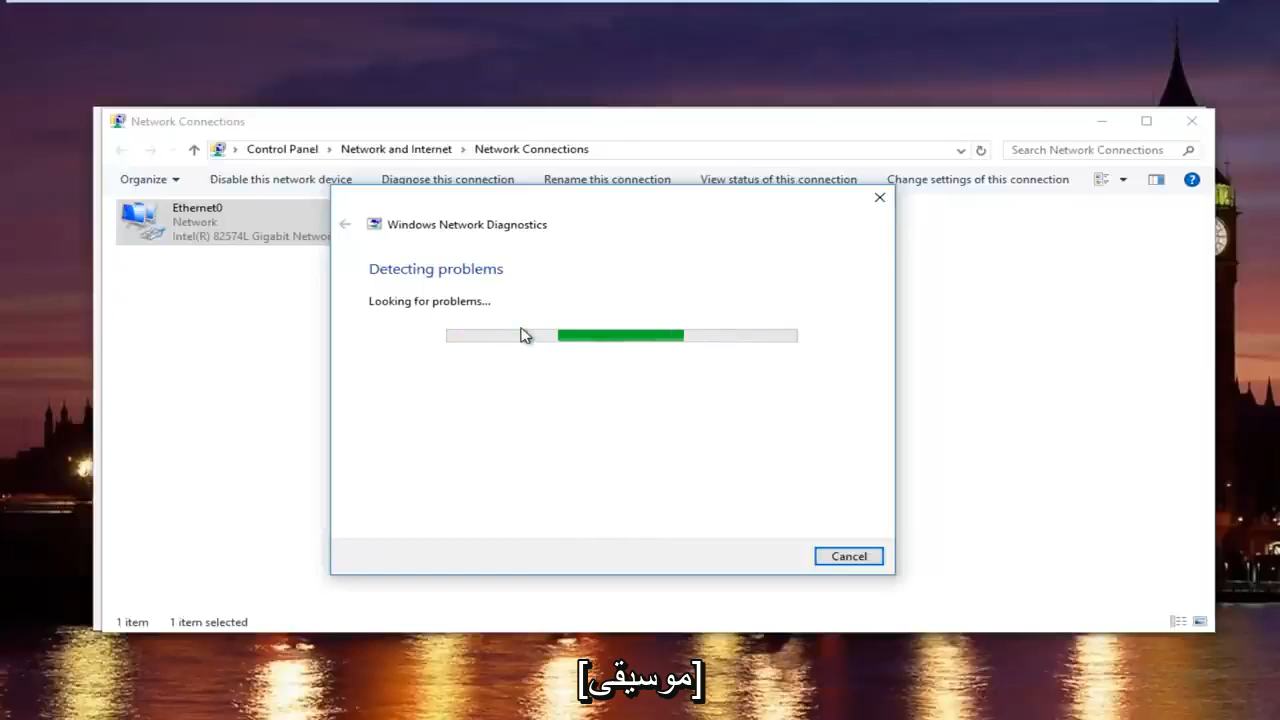 Network Connections
Control Panel > Network and Internet > Network Connections
Search Network Connections
Organize
Disable this network device
Diagnose this connection
Rename this connection
View status of this connection
Change settings of this connection
Ethernet0
Network
Intel(R) 82574L Gigabit Netwo
Windows Network Diagnostics
Detecting problems
Looking for problems...
Cancel
1 item
1 item selected
[موسيقى]